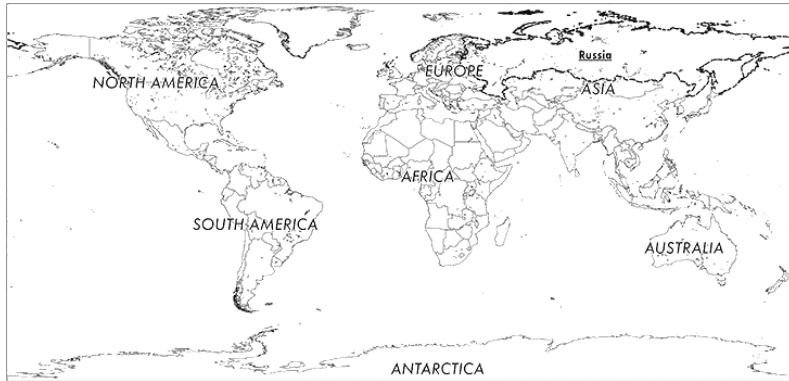 Russia
EUROPE
NORTH AMERICA
ASIA
AFRICA
SOUTH AMERICA
AUSTRALIA
ANTARCTICA